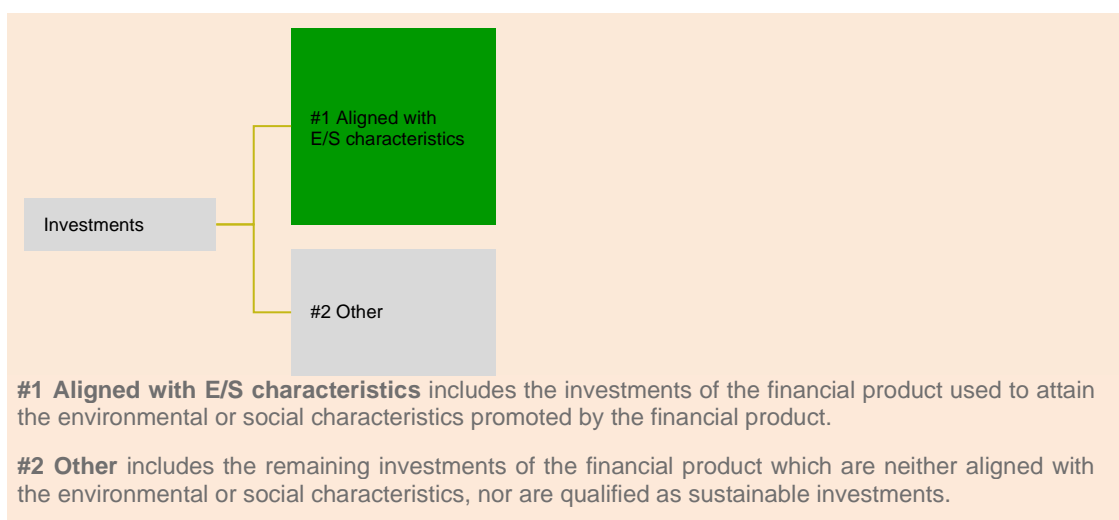 #1 Aligned with
E/S characteristics
Investments
#2 Other
#1 Aligned with E/S characteristics includes the investments of the financial product used to attain
the environmental or social characteristics promoted by the financial product.
#2 Other includes the remaining investments of the financial product which are neither aligned with
the environmental or social characteristics, nor are qualified as sustainable investments.